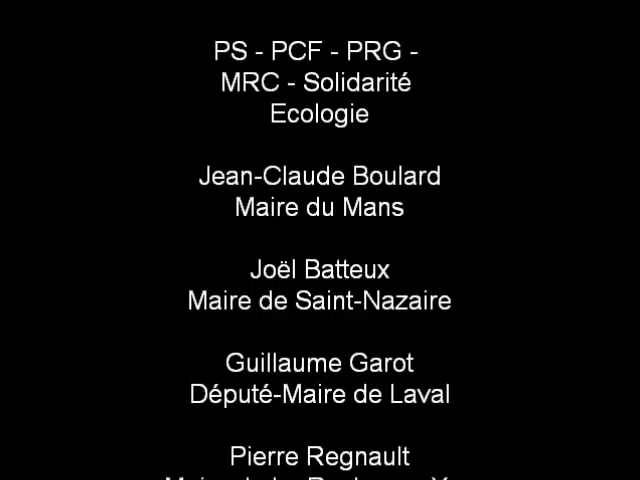 PS - PCF - PRG -
MRC - Solidarité
Ecologie
Jean-Claude Boulard
Maire du Mans
Joël Batteux
Maire de Saint-Nazaire
Guillaume Garot
Député-Maire de Laval
Pierre Regnault